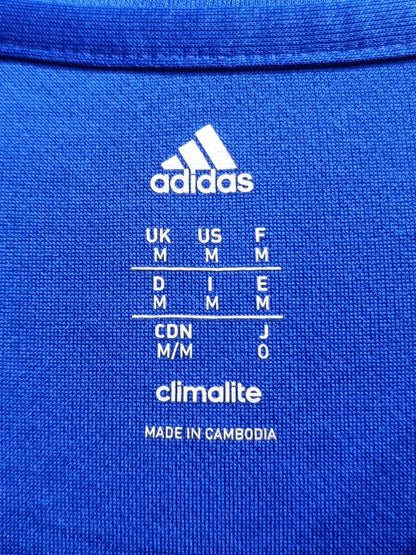 adidas
UK US F
M M M
D I E
M M M
CDN J
M/M O
climalite
MADE IN CAMBODIA